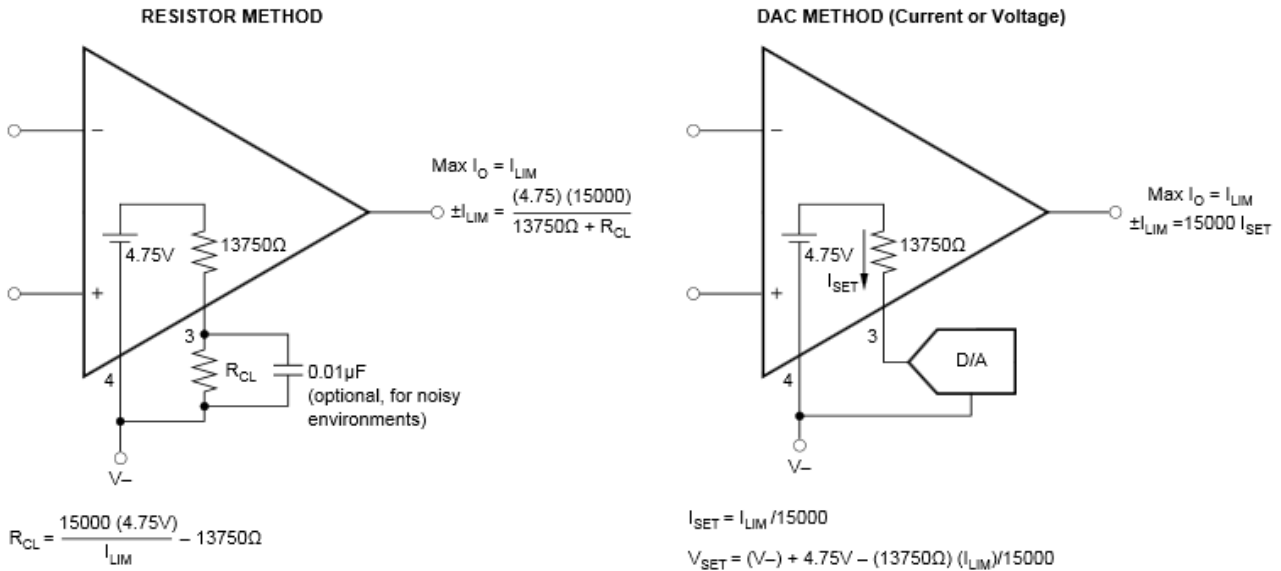 RESISTOR METHOD
−
+
4.75V
13750Ω
3
4
R_CL
0.01µF
(optional, for noisy
environments)
V–
Max I_O = I_LIM
±I_LIM = (4.75) (15000) / 13750Ω + R_CL
R_CL = 15000 (4.75V) / I_LIM – 13750Ω
DAC METHOD (Current or Voltage)
−
+
4.75V
13750Ω
I_SET
3
4
D/A
V–
Max I_O = I_LIM
±I_LIM =15000 I_SET
I_SET = I_LIM /15000
V_SET = (V–) + 4.75V – (13750Ω) (I_LIM)/15000